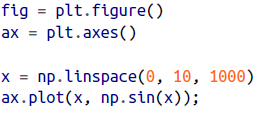 fig = plt.figure()
ax = plt.axes()

x = np.linspace(0, 10, 1000)
ax.plot(x, np.sin(x));